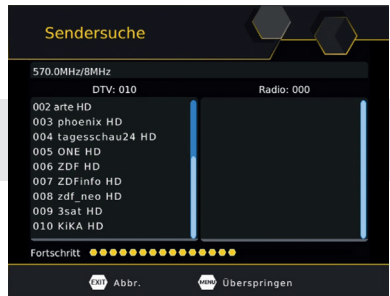 Sendersuche
570.0MHz/8MHz
DTV: 010 Radio: 000
002 arte HD
003 phoenix HD
004 tagesschau24 HD
005 ONE HD
006 ZDF HD
007 ZDFinfo HD
008 zdf_neo HD
009 3sat HD
010 KiKA HD
Fortschritt
EXIT Abbr. MENU Überspringen